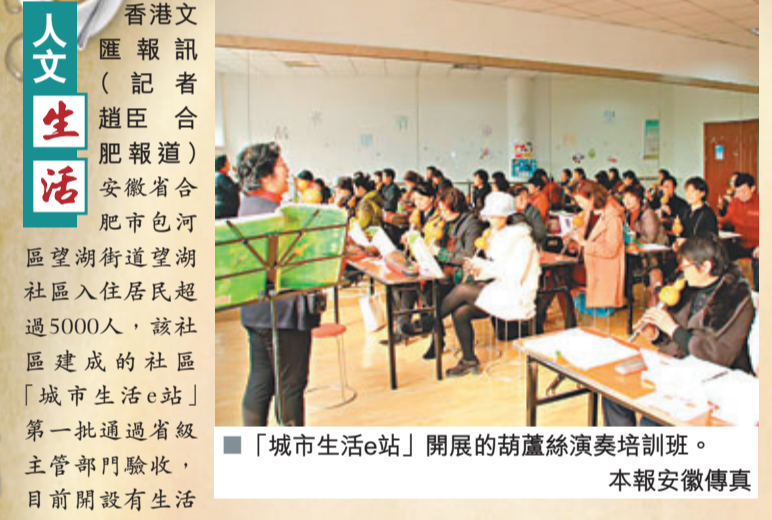 人文
生
活
香港文
匯報訊
（記者
趙臣 合
肥報道）
安徽省合
肥市包河
區望湖街道望湖
社區入住居民超
過5000人，該社
區建成的社區
「城市生活e站」
第一批通過省級
主管部門驗收，
目前開設有生活
■「城市生活e站」開展的葫蘆絲演奏培訓班。
本報安徽傳真